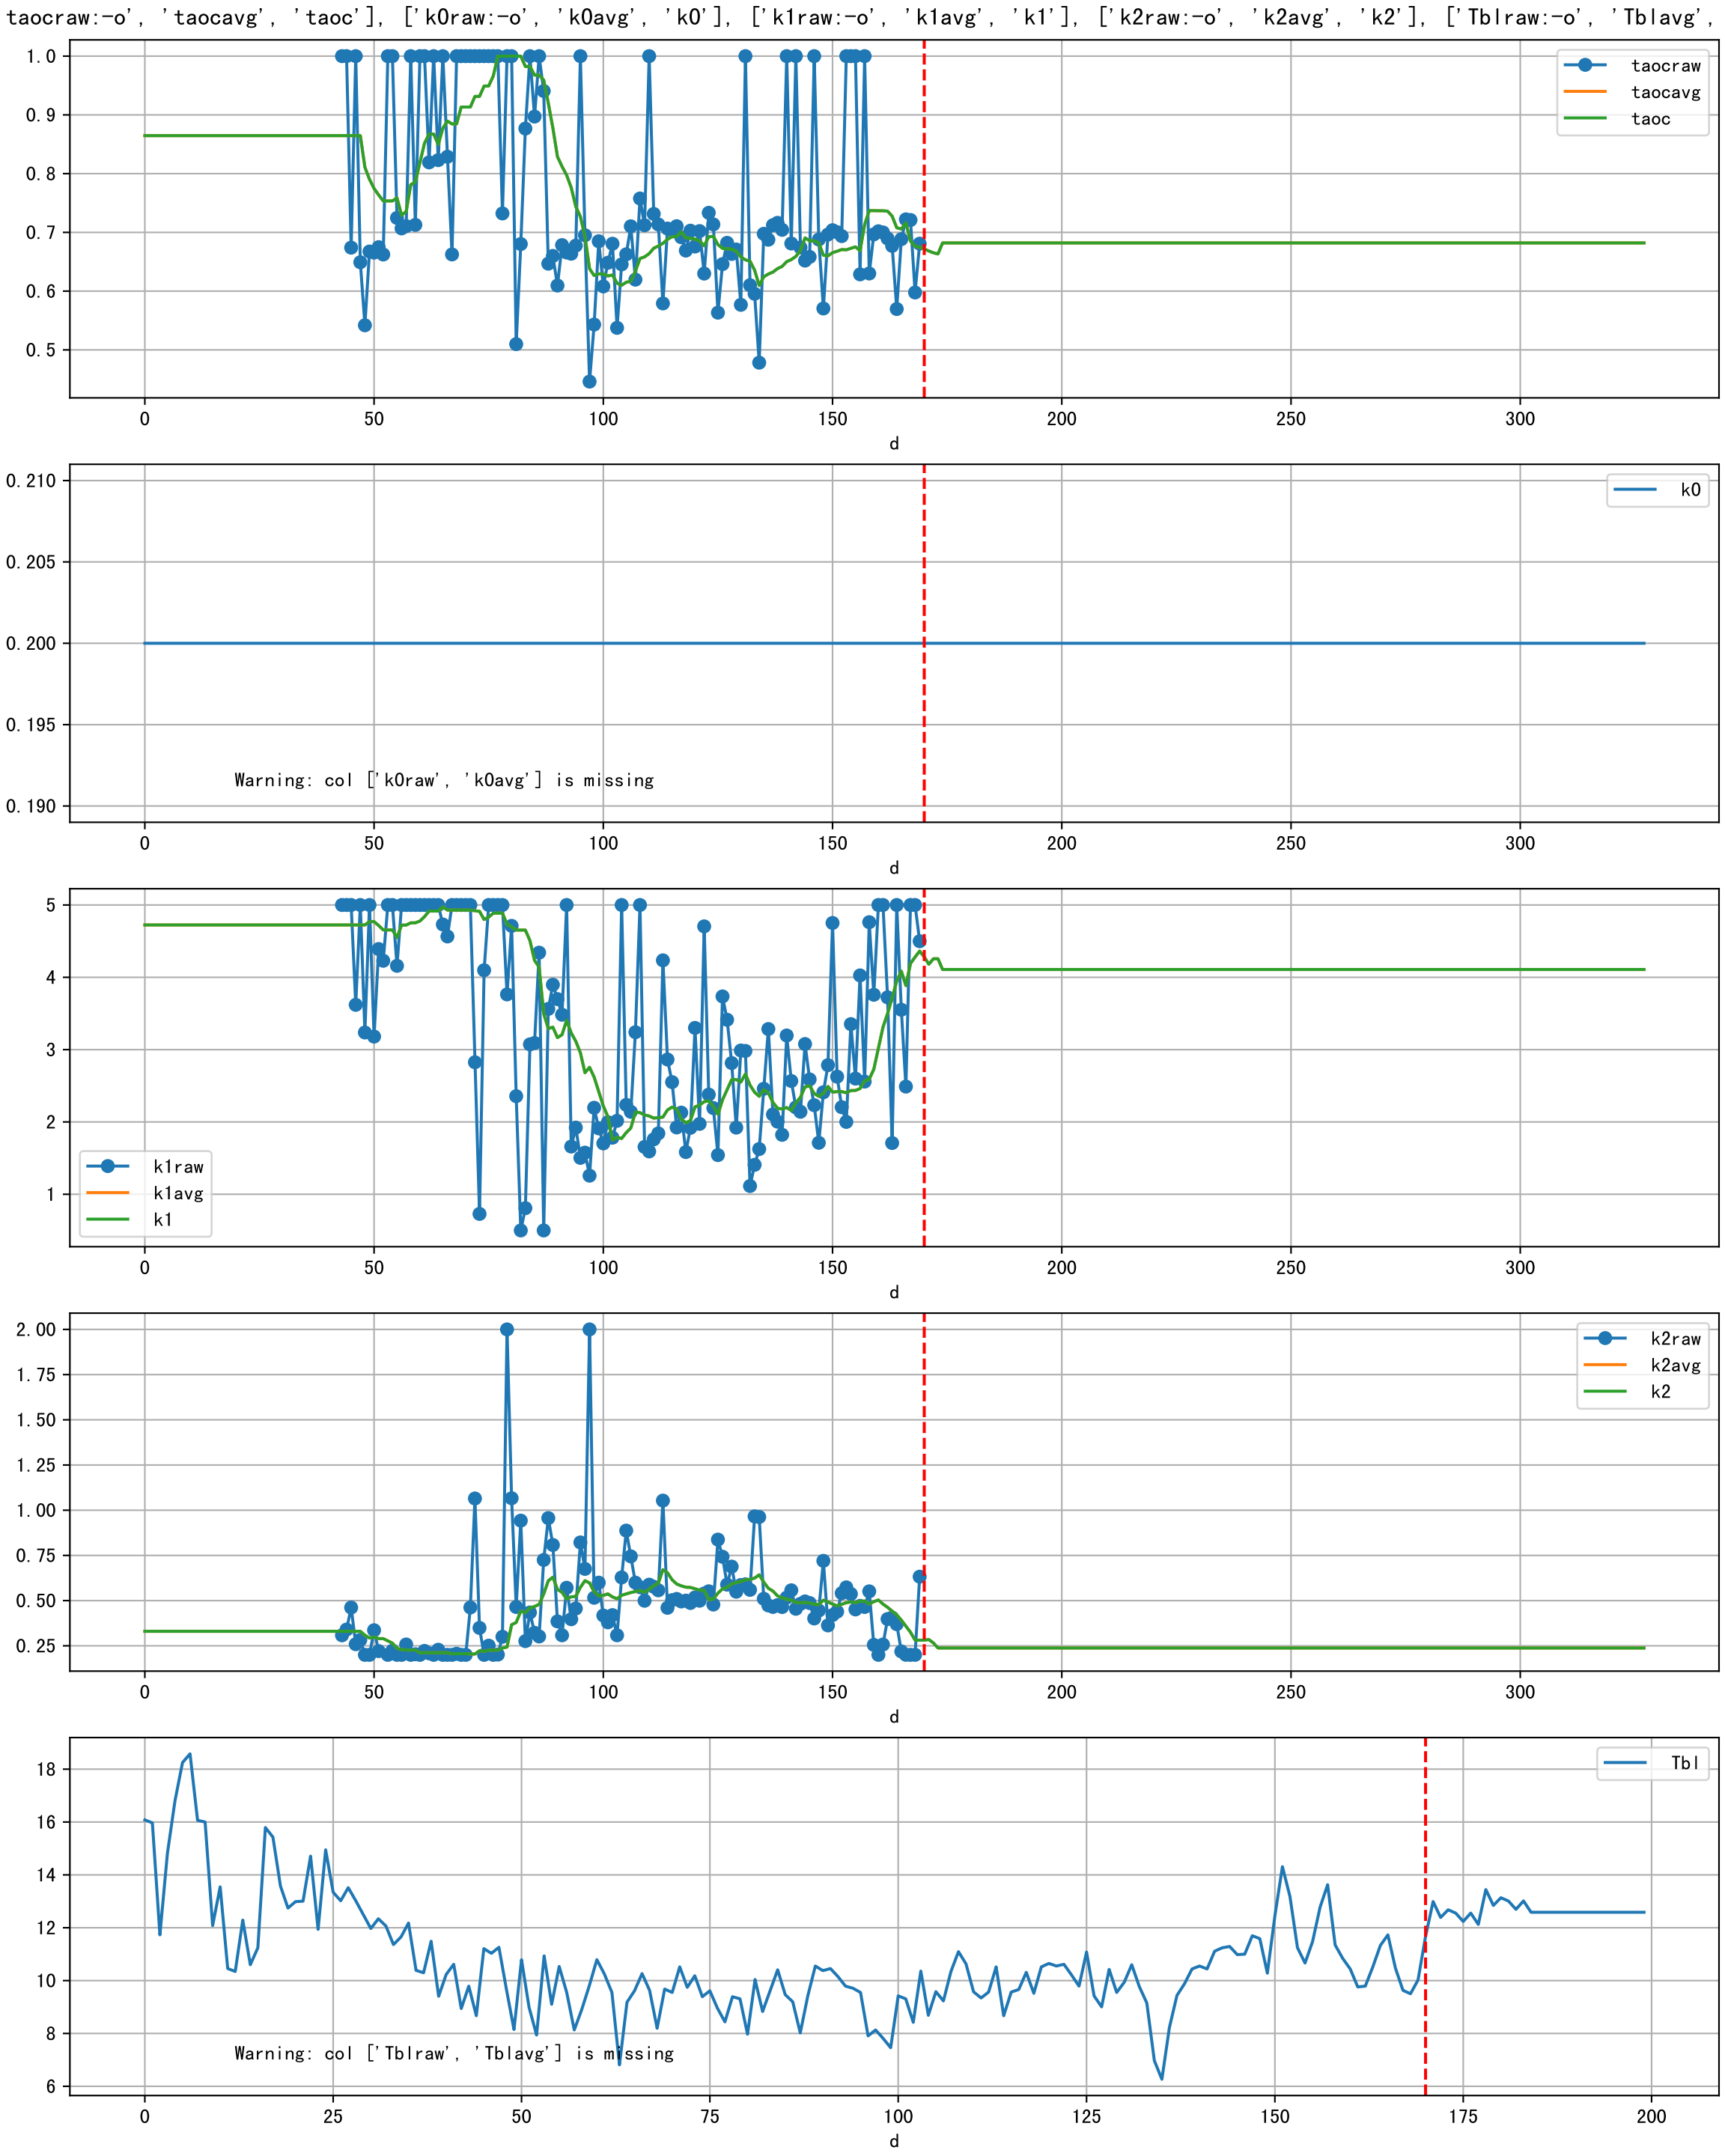 taocraw:-o', 'taocavg', 'taoc'], ['k0raw:-o', 'k0avg', 'k0'], ['k1raw:-o', 'k1avg', 'k1'], ['k2raw:-o', 'k2avg', 'k2'], ['Tblraw:-o', 'Tblavg',
1.0
0.9
0.8
0.7
0.6
0.5
taocraw
taocavg
taoc
0 50 100 150 200 250 300
d
0.210
0.205
0.200
0.195
0.190
k0
Warning: col ['k0raw', 'k0avg'] is missing
0 50 100 150 200 250 300
d
5
4
3
2
1
k1raw
k1avg
k1
0 50 100 150 200 250 300
d
2.00
1.75
1.50
1.25
1.00
0.75
0.50
0.25
k2raw
k2avg
k2
0 50 100 150 200 250 300
d
18
16
14
12
10
8
6
Tbl
Warning: col ['Tblraw', 'Tblavg'] is missing
0 25 50 75 100 125 150 175 200
d